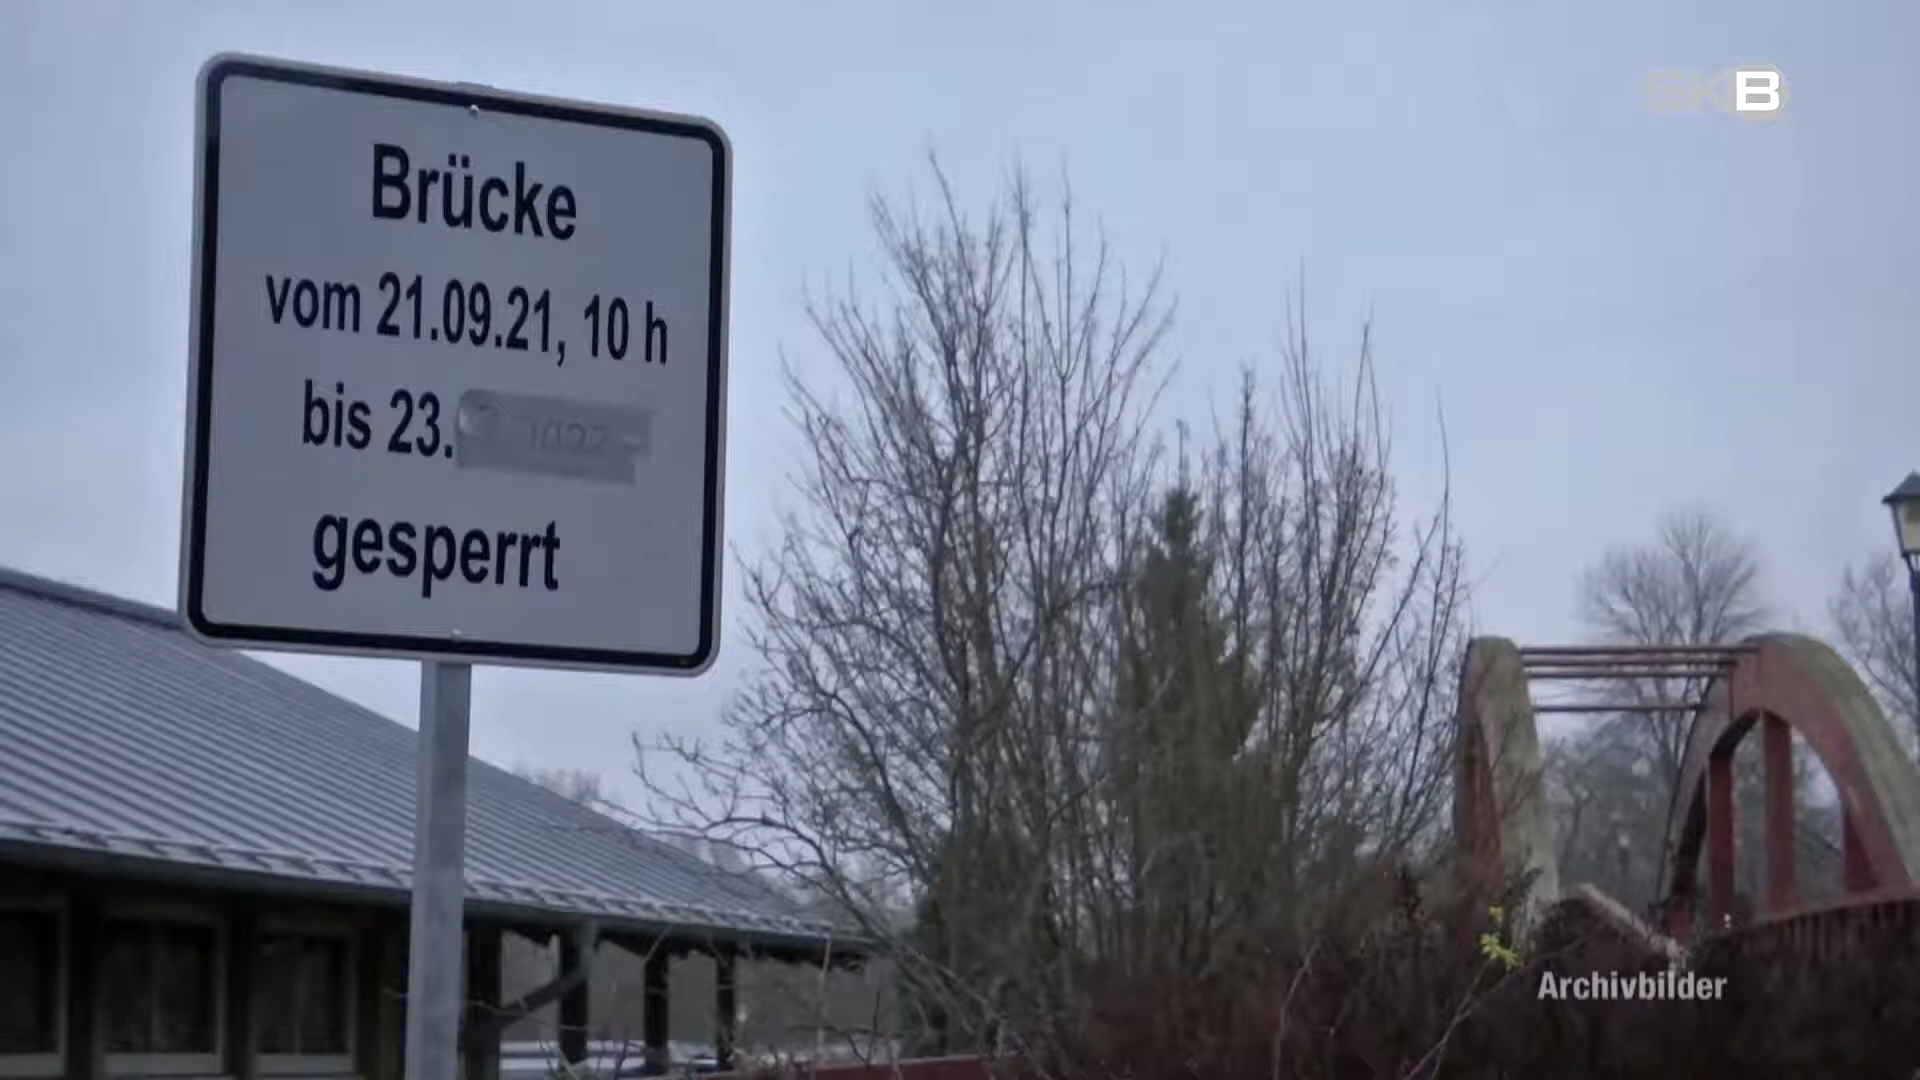 SKB
Brücke
vom 21.09.21, 10 h
bis 23.
gesperrt
Archivbilder